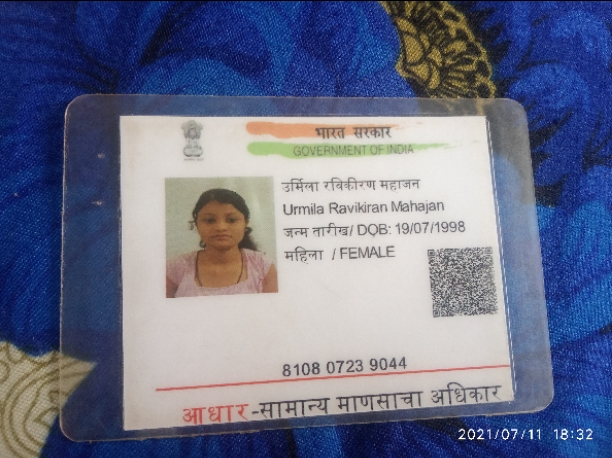 भारत सरकार
GOVERNMENT OF INDIA
उर्मिला रविकीरण महाजन
Urmila Ravikiran Mahajan
जन्म तारीख/ DOB: 19/07/1998
महिला / FEMALE
8108 0723 9044
आधार-सामान्य माणसाचा अधिकार
2021/07/11 18:32